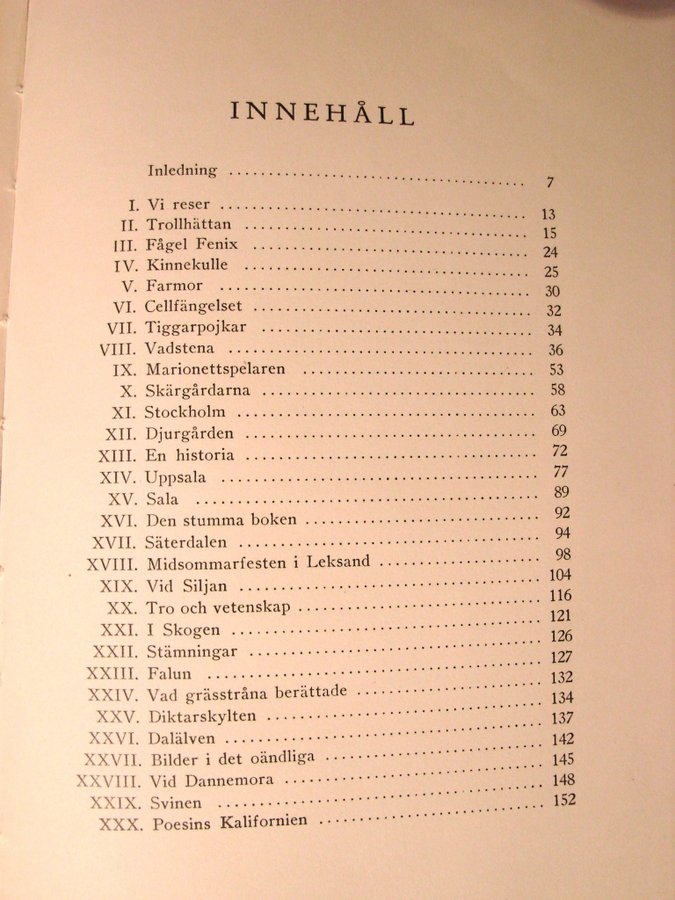 INNEHÅLL
Inledning ........ 7
I. Vi reser ........ 13
II. Trollhättan ........ 15
III. Fågel Fenix ........ 24
IV. Kinnekulle ........ 25
V. Farmor ........ 30
VI. Cellfängelset ........ 32
VII. Tiggarpojkar ........ 34
VIII. Vadstena ........ 36
IX. Marionettspelaren ........ 53
X. Skärgårdarna ........ 58
XI. Stockholm ........ 63
XII. Djurgården ........ 69
XIII. En historia ........ 72
XIV. Uppsala ........ 77
XV. Sala ........ 89
XVI. Den stumma boken ........ 92
XVII. Säterdalen ........ 94
XVIII. Midsommarfesten i Leksand ........ 98
XIX. Vid Siljan ........ 104
XX. Tro och vetenskap ........ 116
XXI. I Skogen ........ 121
XXII. Stämningar ........ 126
XXIII. Falun ........ 127
XXIV. Vad grässtråna berättade ........ 132
XXV. Diktarskylten ........ 134
XXVI. Dalälven ........ 137
XXVII. Bilder i det oändliga ........ 142
XXVIII. Vid Dannemora ........ 145
XXIX. Svinen ........ 148
XXX. Poesins Kalifornien ........ 152